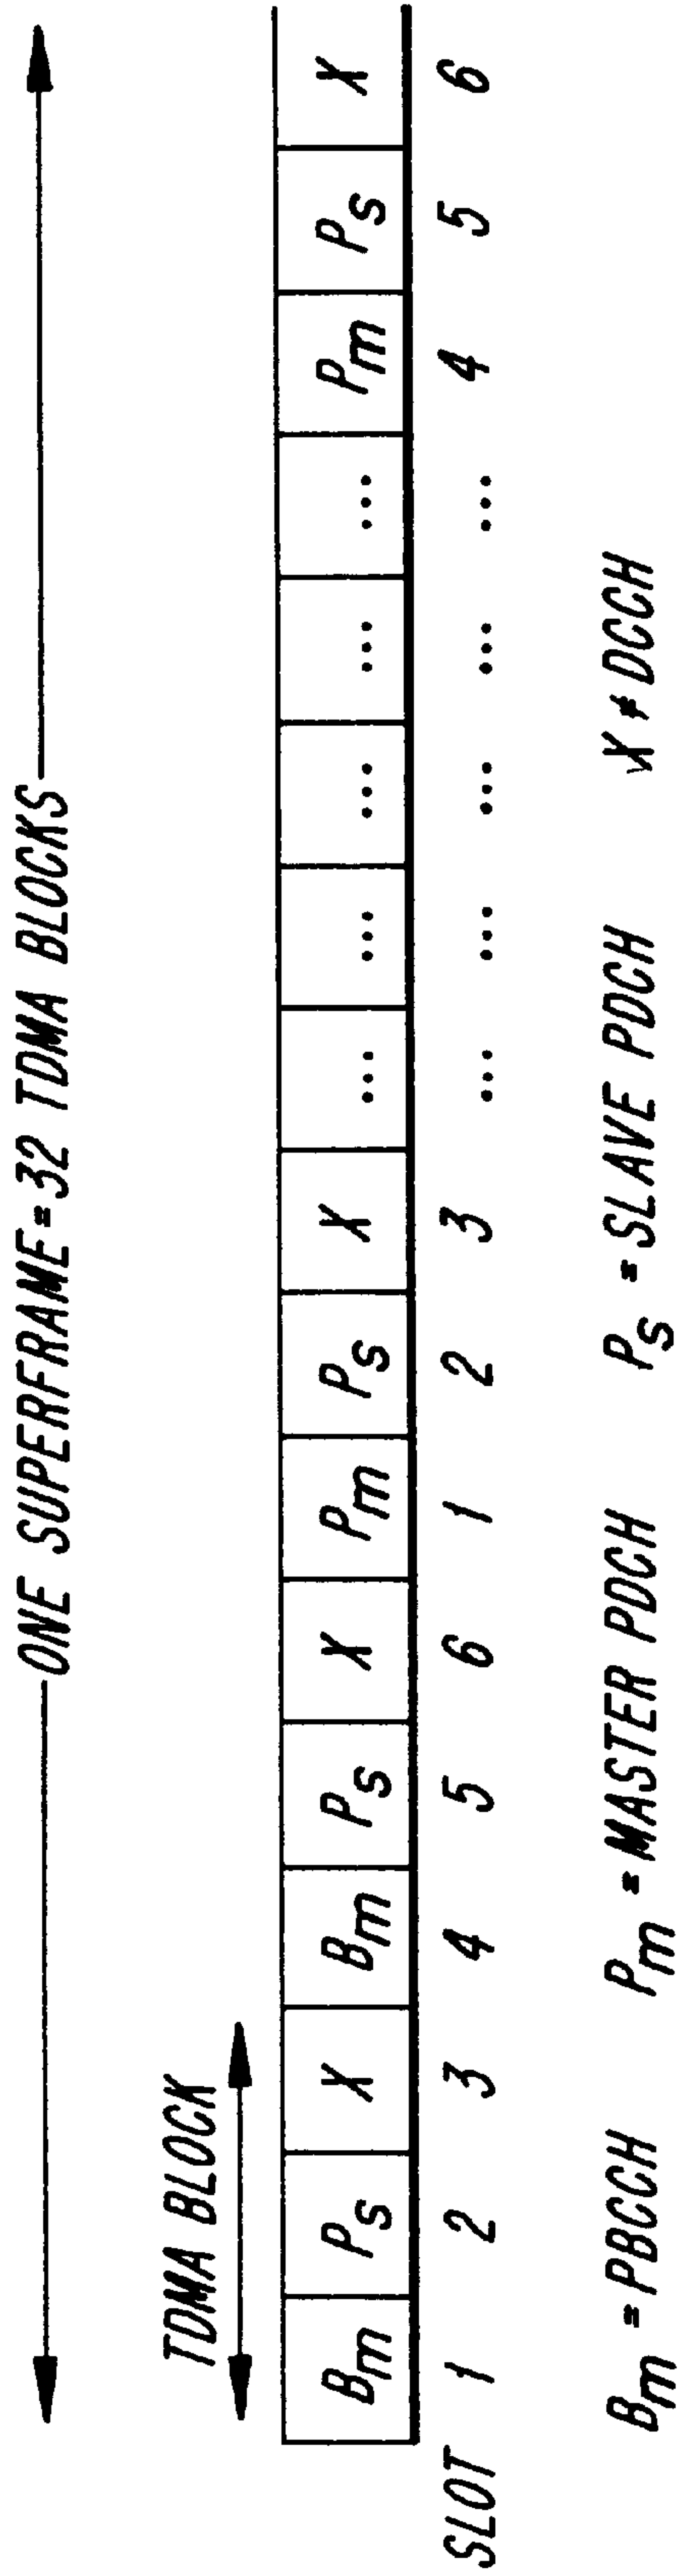 ONE SUPERFRAME=32 TDMA BLOCKS
TDMA BLOCK
Bm Ps X Bm Ps X Pm Ps X ... ... ... ... ... Pm Ps X
SLOT 1 2 3 4 5 6 1 2 3 ... ... ... ... ... 4 5 6
Bm = PBCCH Pm = MASTER PDCH Ps = SLAVE PDCH X ≠ DCCH